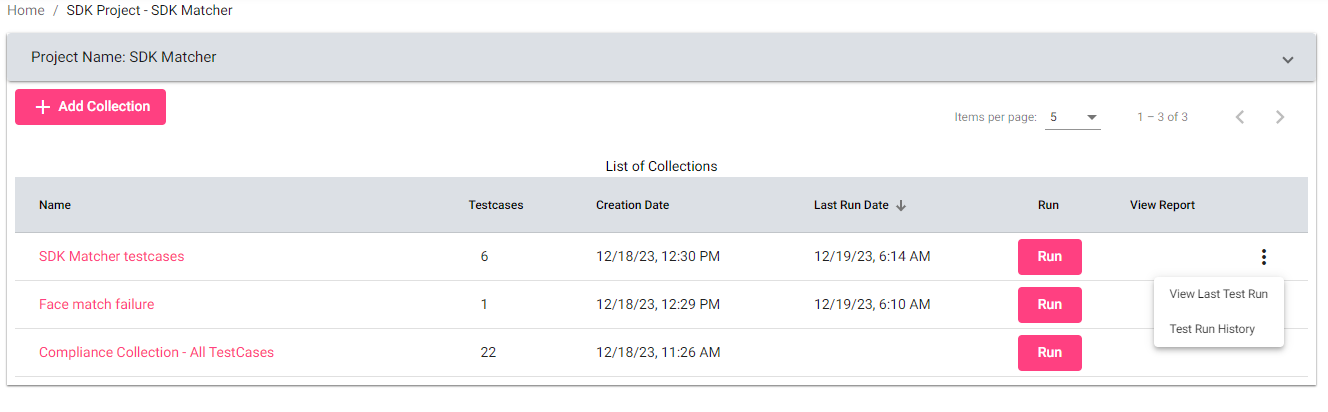 Home / SDK Project - SDK Matcher
Project Name: SDK Matcher
Add Collection
Items per page: 5 1 – 3 of 3
List of Collections
Name Testcases Creation Date Last Run Date Run View Report
SDK Matcher testcases 6 12/18/23, 12:30 PM 12/19/23, 6:14 AM Run
Face match failure 1 12/18/23, 12:29 PM 12/19/23, 6:10 AM Run
View Last Test Run
Test Run History
Compliance Collection - All TestCases 22 12/18/23, 11:26 AM Run